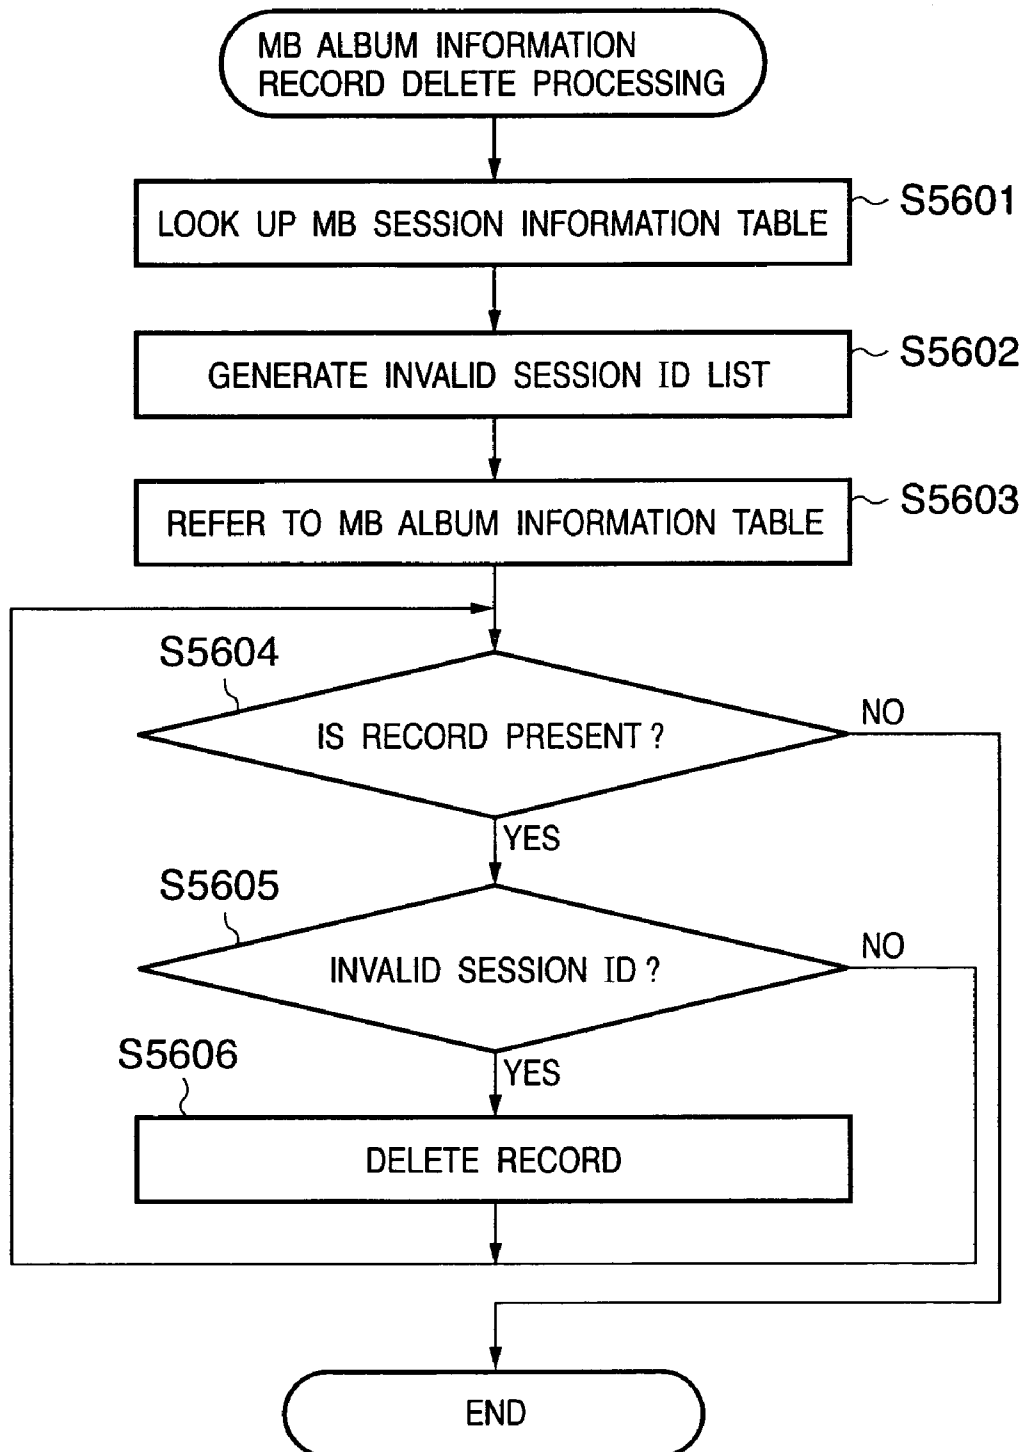 MB ALBUM INFORMATION
RECORD DELETE PROCESSING
LOOK UP MB SESSION INFORMATION TABLE
S5601
GENERATE INVALID SESSION ID LIST
S5602
REFER TO MB ALBUM INFORMATION TABLE
S5603
S5604
IS RECORD PRESENT?
NO
YES
S5605
INVALID SESSION ID?
NO
YES
S5606
DELETE RECORD
END